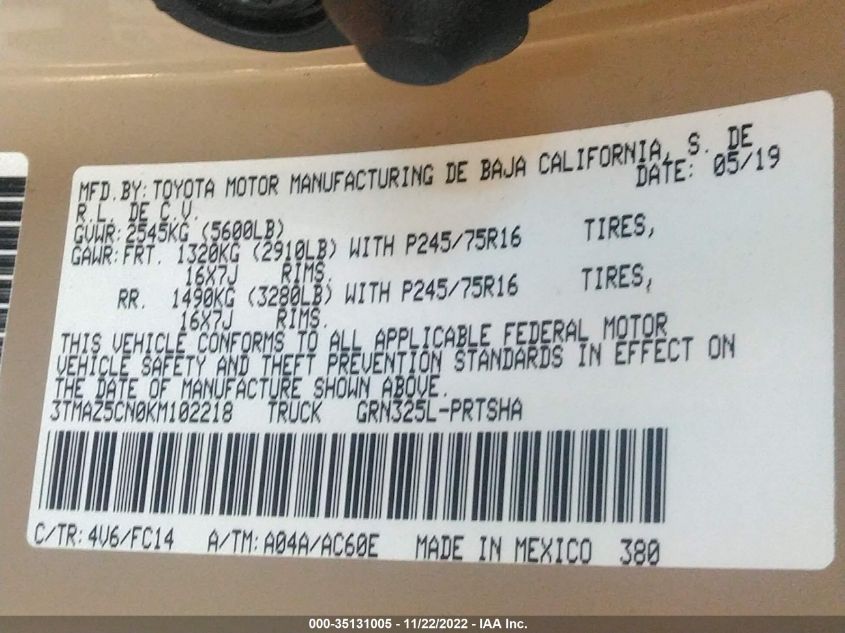 MFD. BY: TOYOTA MOTOR MANUFACTURING DE BAJA CALIFORNIA, S. DE
R.L. DE C.V. DATE: 05/19
GVWR: 2545KG (5600LB)
GAWR: FRT. 1320KG (2910LB) WITH P245/75R16 TIRES,
16X7J RIMS.
RR. 1490KG (3280LB) WITH P245/75R16 TIRES,
16X7J RIMS.
THIS VEHICLE CONFORMS TO ALL APPLICABLE FEDERAL MOTOR
VEHICLE SAFETY AND THEFT PREVENTION STANDARDS IN EFFECT ON
THE DATE OF MANUFACTURE SHOWN ABOVE.
3TMAZ5CN0KM102218 TRUCK GRN325L-PRTSHA
C/TR: 4V6/FC14 A/TM: A04A/AC60E MADE IN MEXICO 380
000-35131005 - 11/22/2022 - IAA Inc.